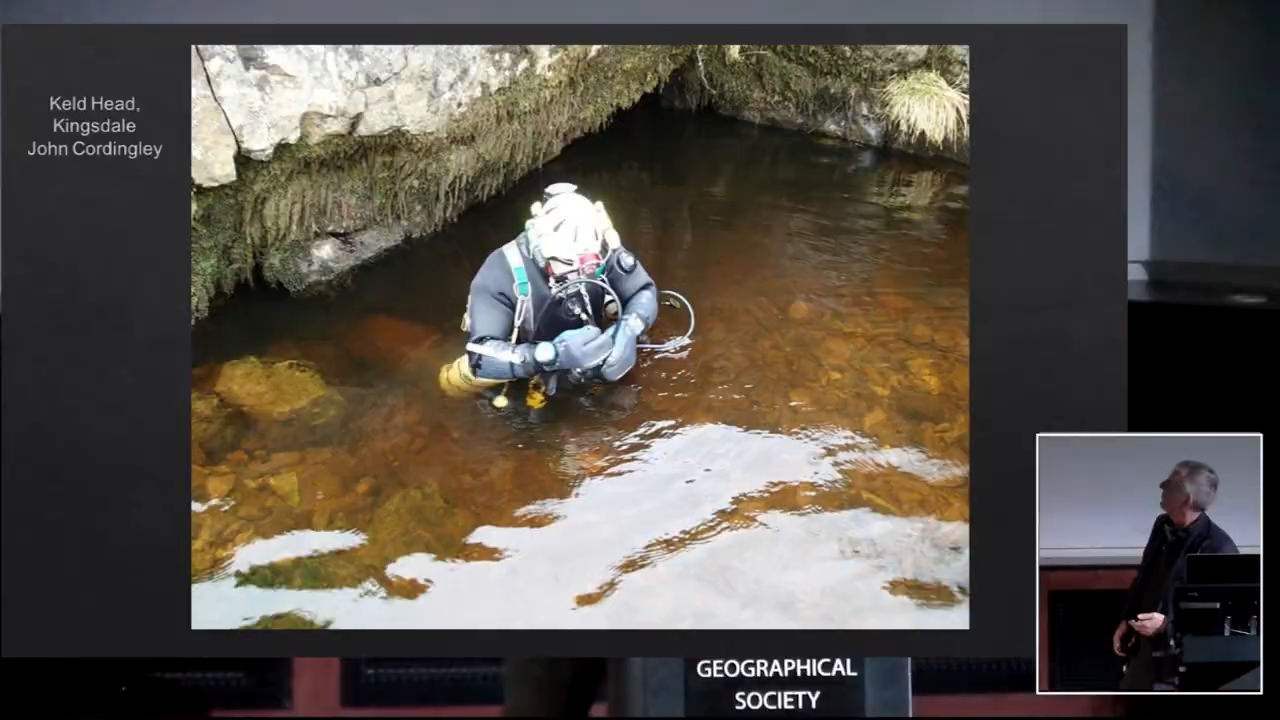 Keld Head,
Kingsdale
John Cordingley
GEOGRAPHICAL
SOCIETY